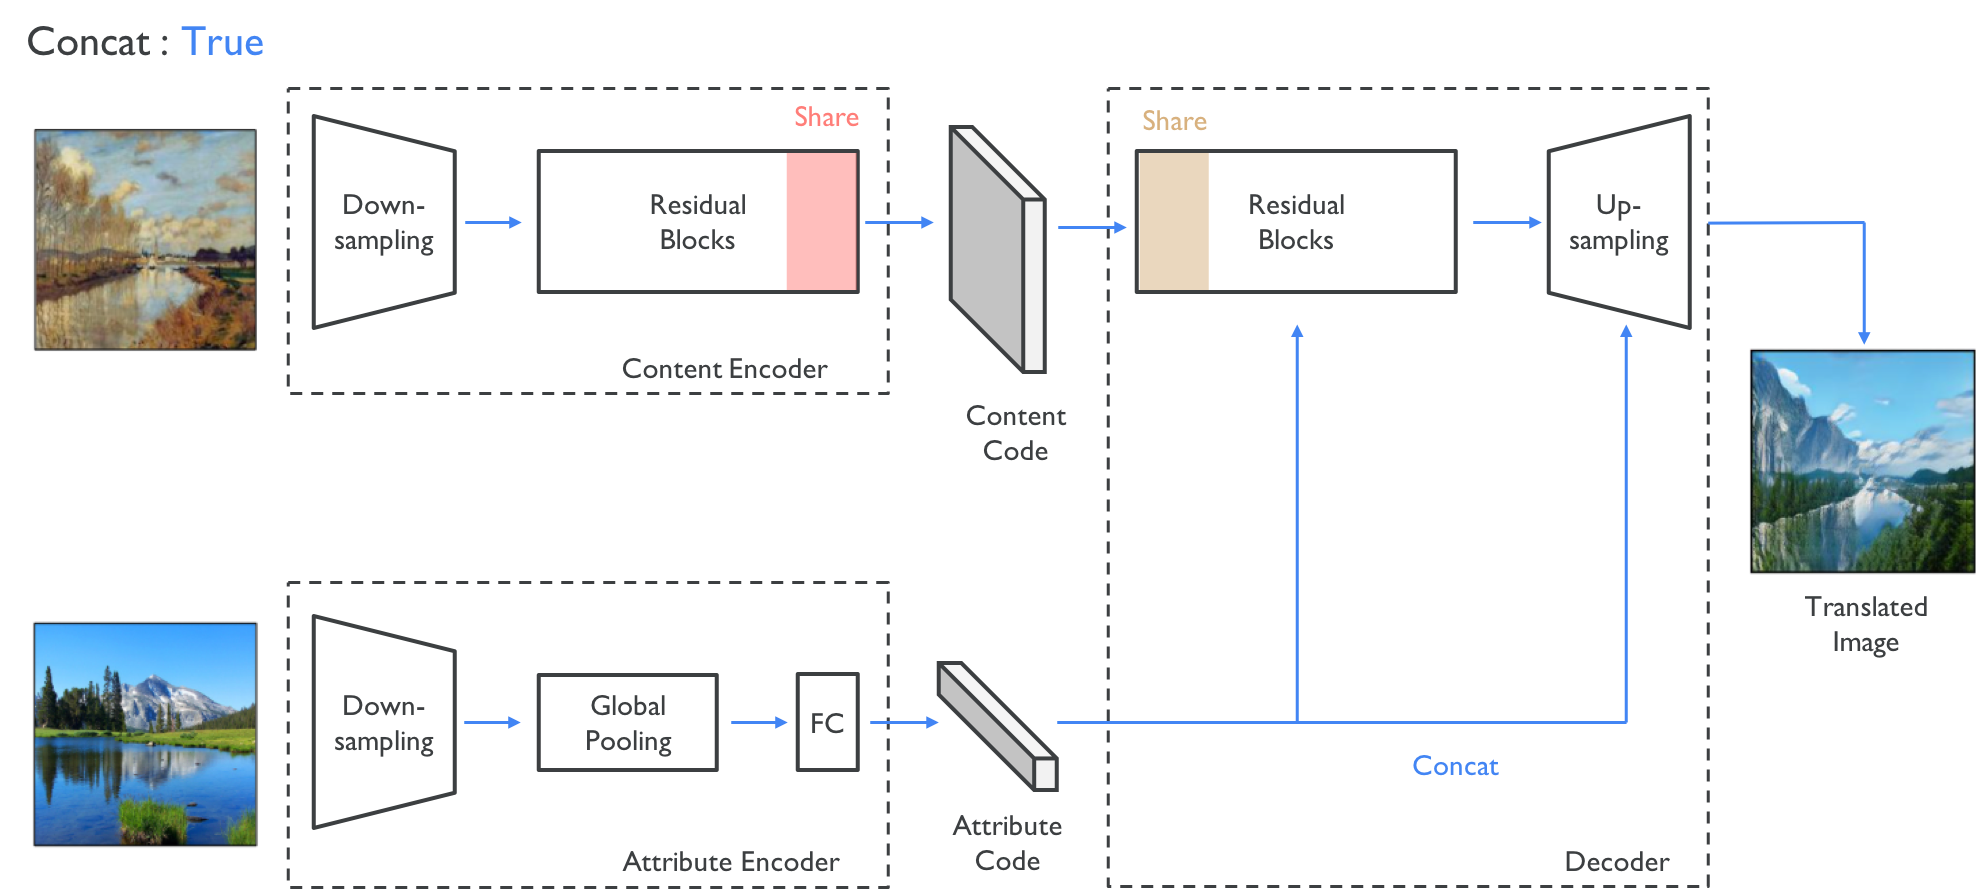 Concat : True
Share
Down-
sampling
Residual
Blocks
Content Encoder
Content
Code
Share
Residual
Blocks
Up-
sampling
Translated
Image
Down-
sampling
Global
Pooling
FC
Attribute Encoder
Attribute
Code
Concat
Decoder